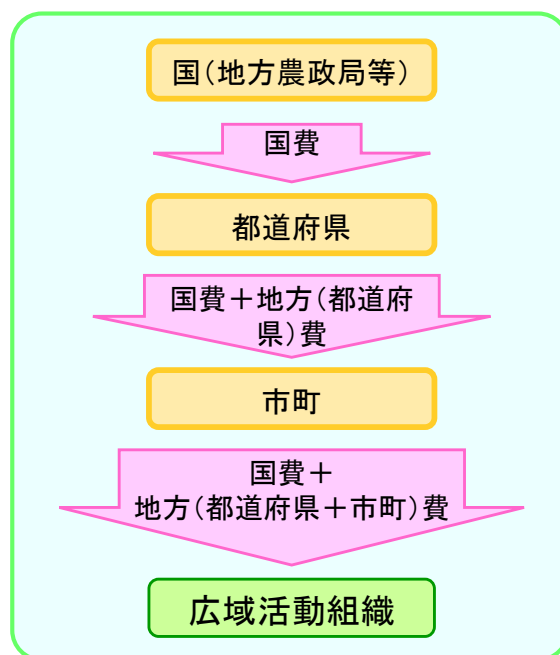 国(地方農政局等)
国費
都道府県
国費＋地方(都道府
県)費
市町
国費＋
地方(都道府県＋市町)費
広域活動組織